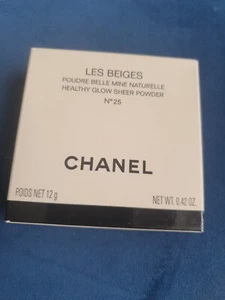 LES BEIGES
POUDRE BELLE MINE NATURELLE
HEALTHY GLOW SHEER POWDER
N°25
CHANEL
POIDS NET 12 g NET WT. 0.42 OZ.